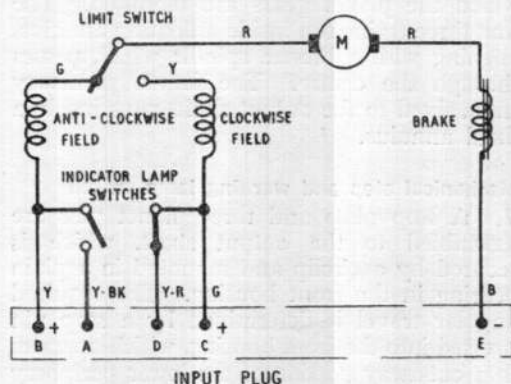 LIMIT SWITCH
R
M
R
G
Y
ANTI-CLOCKWISE
FIELD
CLOCKWISE
FIELD
BRAKE
INDICATOR LAMP
SWITCHES
Y
Y-BK
Y-R
G
B
+
+
-
B
A
D
C
E
INPUT PLUG